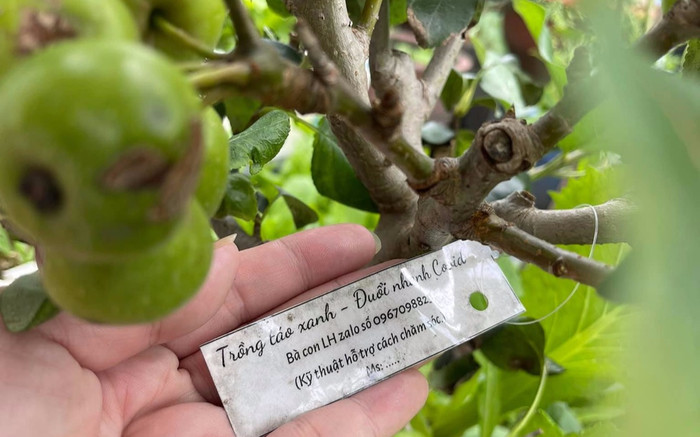 Trồng táo xanh - Đuổi nhanh Covid
Bà con LH zalo số 096709882
(Kỹ thuật hỗ trợ cách chăm sóc)
Ms: .....